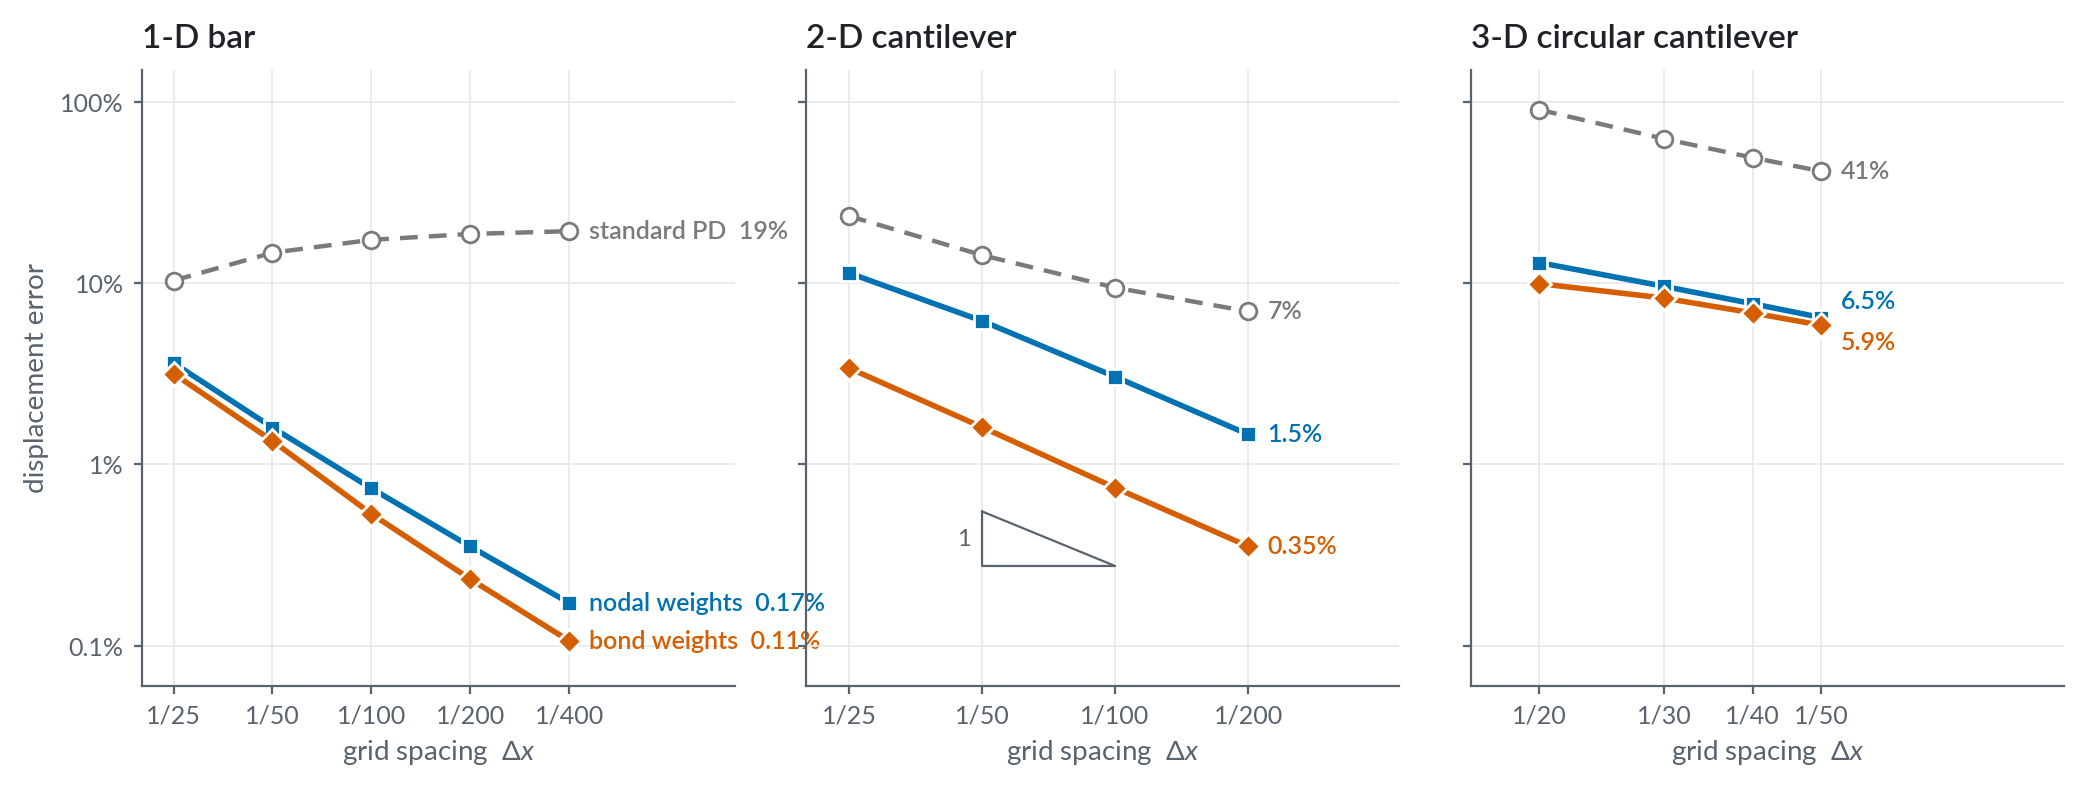 1-D bar
2-D cantilever
3-D circular cantilever
displacement error
100%
10%
1%
0.1%
standard PD 19%
nodal weights 0.17%
bond weights 0.11%
1/25 1/50 1/100 1/200 1/400
grid spacing Δx
7%
1.5%
0.35%
1
1/25 1/50 1/100 1/200
grid spacing Δx
41%
6.5%
5.9%
1/20 1/30 1/40 1/50
grid spacing Δx